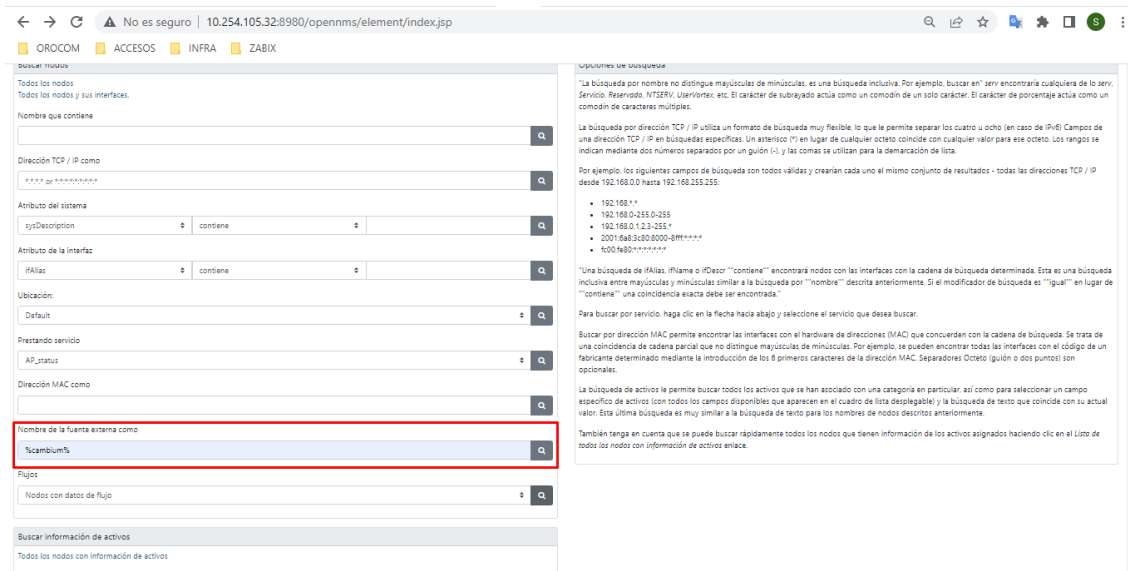 No es seguro | 10.254.105.32:8980/opennms/element/index.jsp
S
OROCOM ACCESOS INFRA ZABIX
Buscar nodos
Todos los nodos
Todos los nodos y sus interfaces.
Nombre que contiene
Dirección TCP / IP como
*.*.*.* or *:*:*:*:*:*:*:*
Atributo del sistema
sysDescription contiene
Atributo de la interfaz
ifAlias contiene
Ubicación:
Default
Prestando servicio
AP_status
Dirección MAC como
Nombre de la fuente externa como
%cambium%
Flujos
Nodos con datos de flujo
Buscar información de activos
Todos los nodos con información de activos
Opciones de búsqueda
"La búsqueda por nombre no distingue mayúsculas de minúsculas, es una búsqueda inclusiva. Por ejemplo, buscar en" serv encontraría cualquiera de lo serv,
Servicio, Reservado, NTSERV, UserVortex, etc. El carácter de subrayado actúa como un comodín de un solo carácter. El carácter de porcentaje actúa como un
comodín de caracteres múltiples.
La búsqueda por dirección TCP / IP utiliza un formato de búsqueda muy flexible, lo que le permite separar los cuatro u ocho (en caso de IPv6) Campos de
una dirección TCP / IP en búsquedas específicas. Un asterisco (*) en lugar de cualquier octeto coincide con cualquier valor para ese octeto. Los rangos se
indican mediante dos números separados por un guión (-), y las comas se utilizan para la demarcación de lista.
Por ejemplo, los siguientes campos de búsqueda son todos válidas y crearían cada uno el mismo conjunto de resultados - todas las direcciones TCP / IP
desde 192.168.0.0 hasta 192.168.255.255:
192.168.*.*
192.168.0-255.0-255
192.168.0,1,2,3-255.*
2001:6a8:3c80:8000-8fff:*:*:*:*
fc00,fe80:*:*:*:*:*:*:*
"Una búsqueda de ifAlias, ifName o ifDescr ""contiene"" encontrará nodos con las interfaces con la cadena de búsqueda determinada. Esta es una búsqueda
inclusiva entre mayúsculas y minúsculas similar a la búsqueda por ""nombre"" descrita anteriormente. Si el modificador de búsqueda es ""igual"" en lugar de
""contiene"" una coincidencia exacta debe ser encontrada."
Para buscar por servicio, haga clic en la flecha hacia abajo y seleccione el servicio que desea buscar.
Buscar por dirección MAC permite encontrar las interfaces con el hardware de direcciones (MAC) que concuerden con la cadena de búsqueda. Se trata de
una coincidencia de cadena parcial que no distingue mayúsculas de minúsculas. Por ejemplo, se pueden encontrar todas las interfaces con el código de un
fabricante determinado mediante la introducción de los 6 primeros caracteres de la dirección MAC. Separadores Octeto (guión o dos puntos) son
opcionales.
La búsqueda de activos le permite buscar todos los activos que se han asociado con una categoría en particular, así como para seleccionar un campo
específico de activos (con todos los campos disponibles que aparecen en el cuadro de lista desplegable) y la búsqueda de texto que coincide con su actual
valor. Esta última búsqueda es muy similar a la búsqueda de texto para los nombres de nodos descritos anteriormente.
También tenga en cuenta que se puede buscar rápidamente todos los nodos que tienen información de los activos asignados haciendo clic en el Lista de
todos los nodos con información de activos enlace.